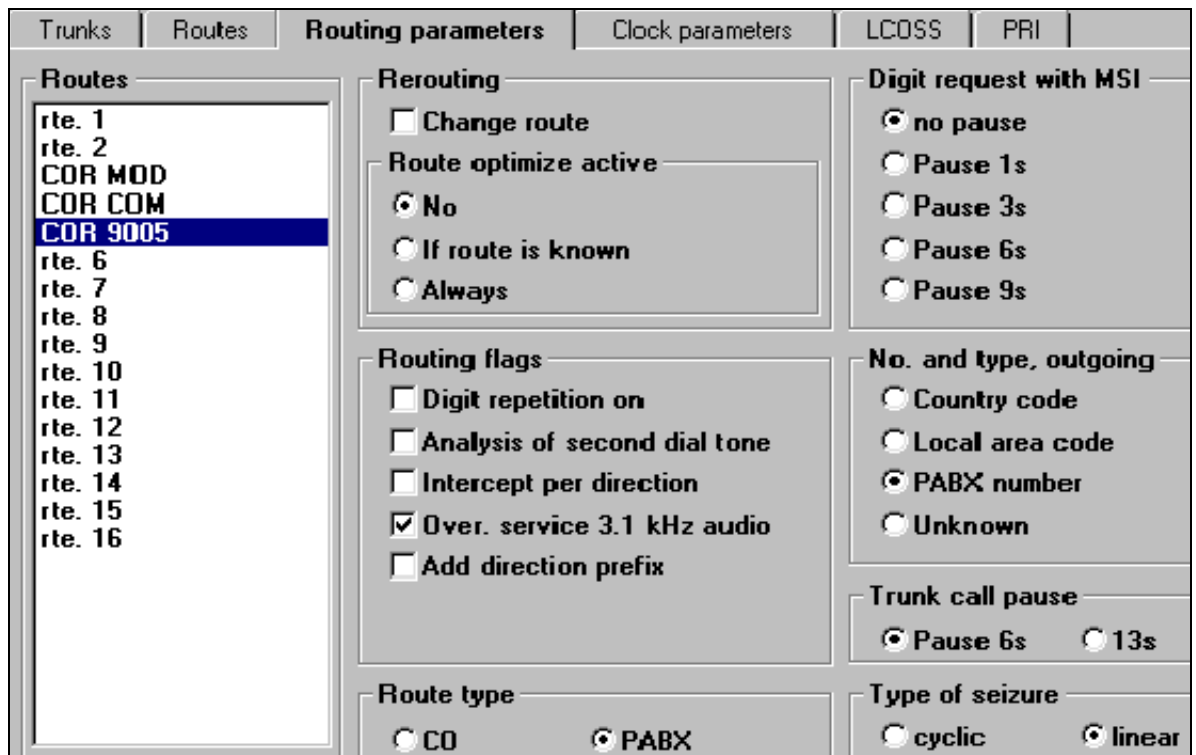 Trunks Routes Routing parameters Clock parameters LCOSS PRI
Routes
rte. 1
rte. 2
COR MOD
COR COM
COR 9005
rte. 6
rte. 7
rte. 8
rte. 9
rte. 10
rte. 11
rte. 12
rte. 13
rte. 14
rte. 15
rte. 16
Rerouting
Change route
Route optimize active
No
If route is known
Always
Routing flags
Digit repetition on
Analysis of second dial tone
Intercept per direction
Over. service 3.1 kHz audio
Add direction prefix
Route type
CO PABX
Digit request with MSI
no pause
Pause 1s
Pause 3s
Pause 6s
Pause 9s
No. and type, outgoing
Country code
Local area code
PABX number
Unknown
Trunk call pause
Pause 6s 13s
Type of seizure
cyclic linear